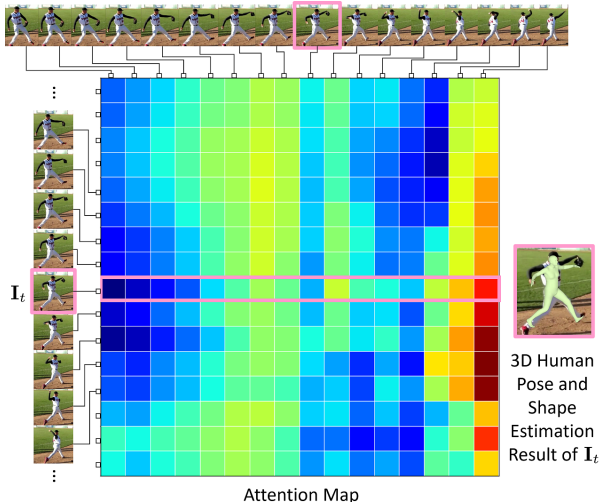 ⋮
I_t
3D Human
Pose and
Shape
Estimation
Result of I_t
⋮
Attention Map